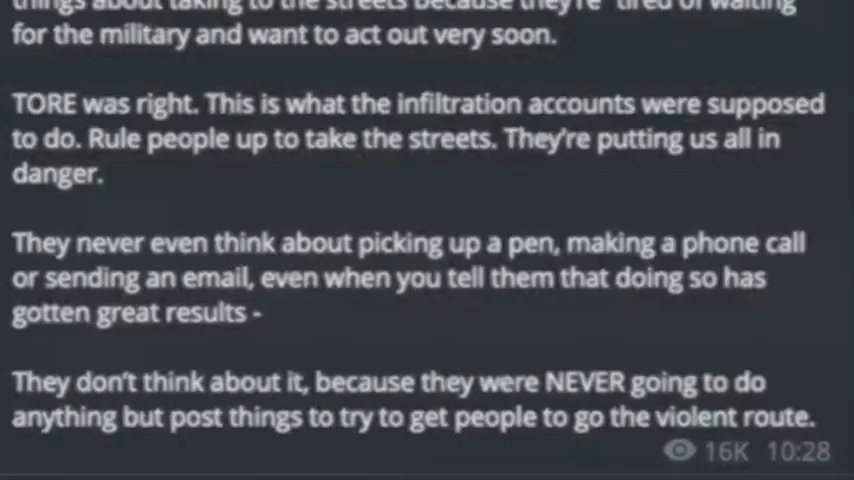 things about taking to the streets because they're "tired of waiting
for the military and want to act out very soon.
TORE was right. This is what the infiltration accounts were supposed
to do. Rule people up to take the streets. They're putting us all in
danger.
They never even think about picking up a pen, making a phone call
or sending an email, even when you tell them that doing so has
gotten great results -
They don't think about it, because they were NEVER going to do
anything but post things to try to get people to go the violent route.
16K 10:28